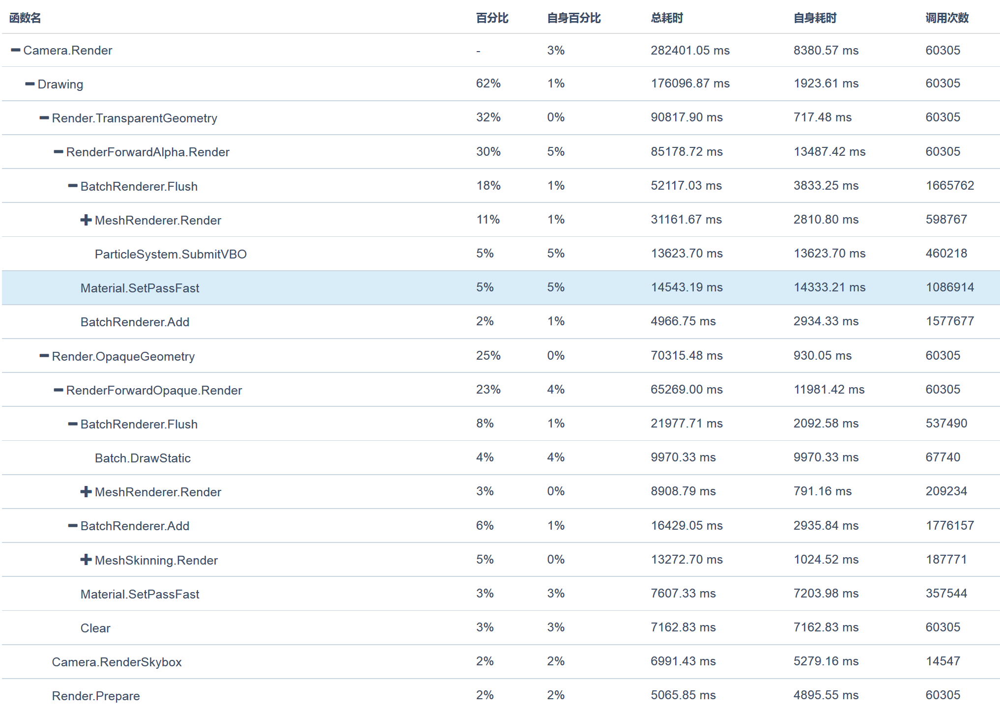 函数名 百分比 自身百分比 总耗时 自身耗时 调用次数
Camera.Render - 3% 282401.05 ms 8380.57 ms 60305
Drawing 62% 1% 176096.87 ms 1923.61 ms 60305
Render.TransparentGeometry 32% 0% 90817.90 ms 717.48 ms 60305
RenderForwardAlpha.Render 30% 5% 85178.72 ms 13487.42 ms 60305
BatchRenderer.Flush 18% 1% 52117.03 ms 3833.25 ms 1665762
MeshRenderer.Render 11% 1% 31161.67 ms 2810.80 ms 598767
ParticleSystem.SubmitVBO 5% 5% 13623.70 ms 13623.70 ms 460218
Material.SetPassFast 5% 5% 14543.19 ms 14333.21 ms 1086914
BatchRenderer.Add 2% 1% 4966.75 ms 2934.33 ms 1577677
Render.OpaqueGeometry 25% 0% 70315.48 ms 930.05 ms 60305
RenderForwardOpaque.Render 23% 4% 65269.00 ms 11981.42 ms 60305
BatchRenderer.Flush 8% 1% 21977.71 ms 2092.58 ms 537490
Batch.DrawStatic 4% 4% 9970.33 ms 9970.33 ms 67740
MeshRenderer.Render 3% 0% 8908.79 ms 791.16 ms 209234
BatchRenderer.Add 6% 1% 16429.05 ms 2935.84 ms 1776157
MeshSkinning.Render 5% 0% 13272.70 ms 1024.52 ms 187771
Material.SetPassFast 3% 3% 7607.33 ms 7203.98 ms 357544
Clear 3% 3% 7162.83 ms 7162.83 ms 60305
Camera.RenderSkybox 2% 2% 6991.43 ms 5279.16 ms 14547
Render.Prepare 2% 2% 5065.85 ms 4895.55 ms 60305